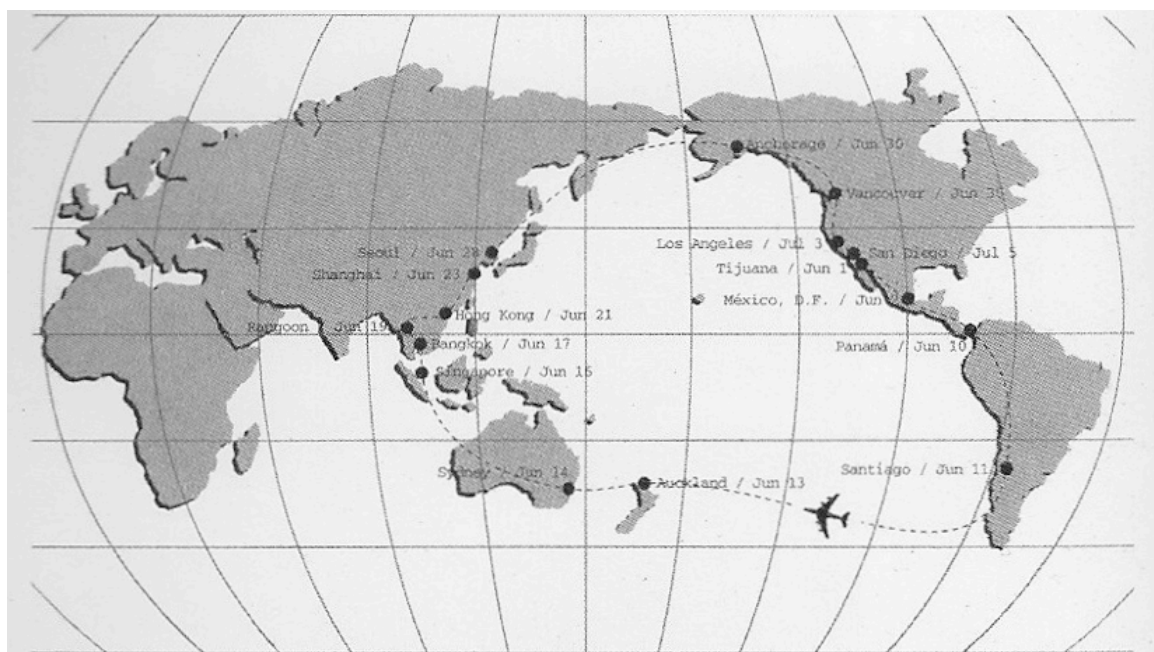 Anchorage / Jun 30
Vancouver / Jun 30
Los Angeles / Jul 3
San Diego / Jul 5
Seoul / Jun 28
Shanghai / Jun 23
Tijuana / Jun 1
México, D.F. / Jun
Hong Kong / Jun 21
Rangoon / Jun 19
Bangkok / Jun 17
Panamá / Jun 10
Singapore / Jun 15
Sydney / Jun 14
Santiago / Jun 11
Auckland / Jun 13